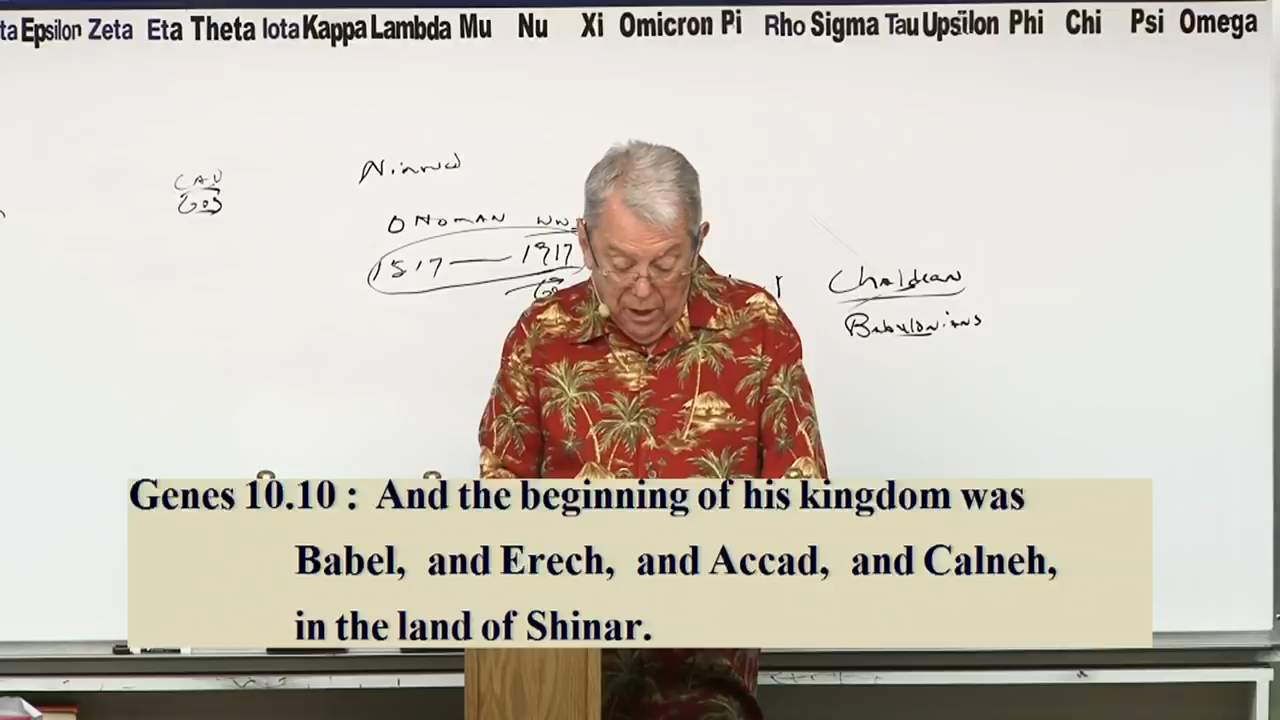 Epsilon Zeta Eta Theta Iota Kappa Lambda Mu Nu Xi Omicron Pi Rho Sigma Tau Upsilon Phi Chi Psi Omega
Nimrod
OTTOMAN
1517 — 1917
Chaldean
Babylonians
Genes 10.10 : And the beginning of his kingdom was
Babel, and Erech, and Accad, and Calneh,
in the land of Shinar.